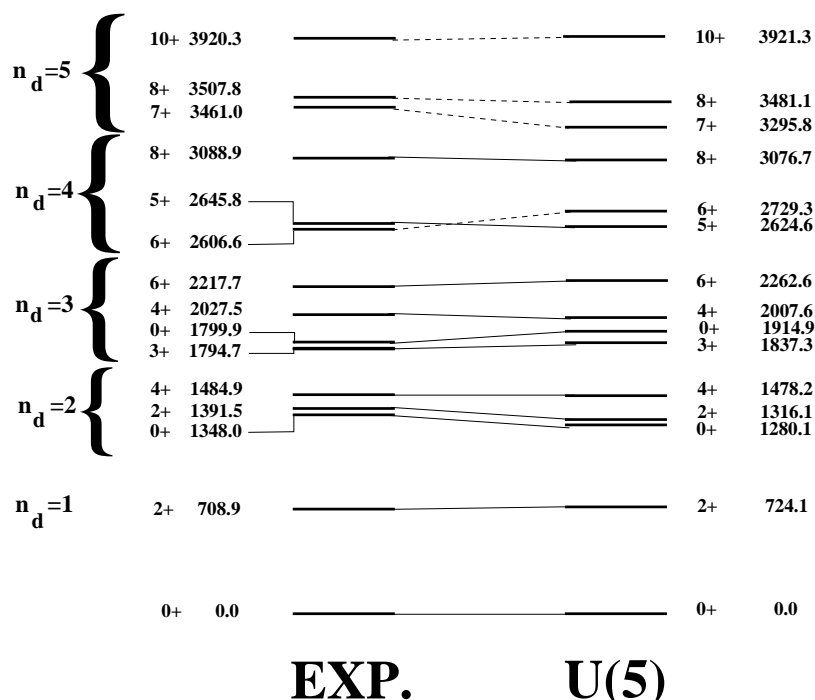 10+ 3920.3 10+ 3921.3
n d =5
8+ 3507.8 8+ 3481.1
7+ 3461.0 7+ 3295.8
8+ 3088.9 8+ 3076.7
n d =4
5+ 2645.8 6+ 2729.3
6+ 2606.6 5+ 2624.6
6+ 2217.7 6+ 2262.6
n d =3
4+ 2027.5 4+ 2007.6
0+ 1799.9 0+ 1914.9
3+ 1794.7 3+ 1837.3
4+ 1484.9 4+ 1478.2
n d =2
2+ 1391.5 2+ 1316.1
0+ 1348.0 0+ 1280.1
n d =1
2+ 708.9 2+ 724.1
0+ 0.0 0+ 0.0
EXP. U(5)